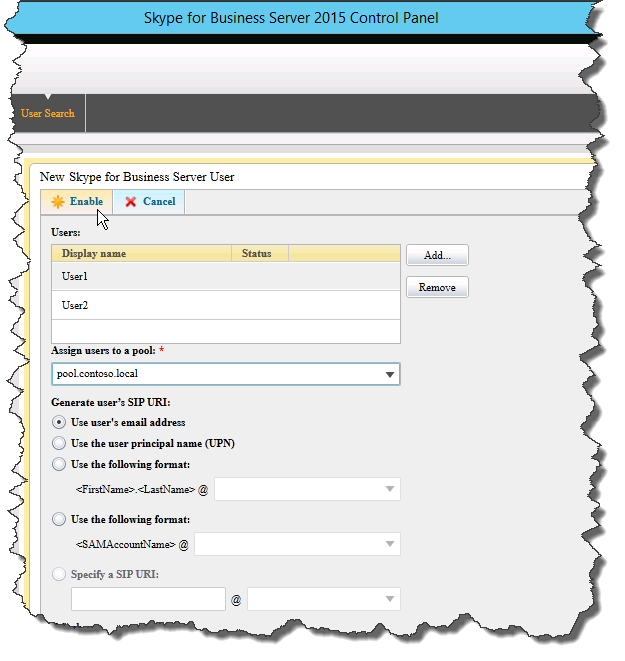 Skype for Business Server 2015 Control Panel
User Search
New Skype for Business Server User
Enable Cancel
Users:
Display name Status
Add...
User1
Remove
User2
Assign users to a pool: *
pool.contoso.local
Generate user's SIP URI:
Use user's email address
Use the user principal name (UPN)
Use the following format:
<FirstName>.<LastName> @
Use the following format:
<SAMAccountName> @
Specify a SIP URI:
@